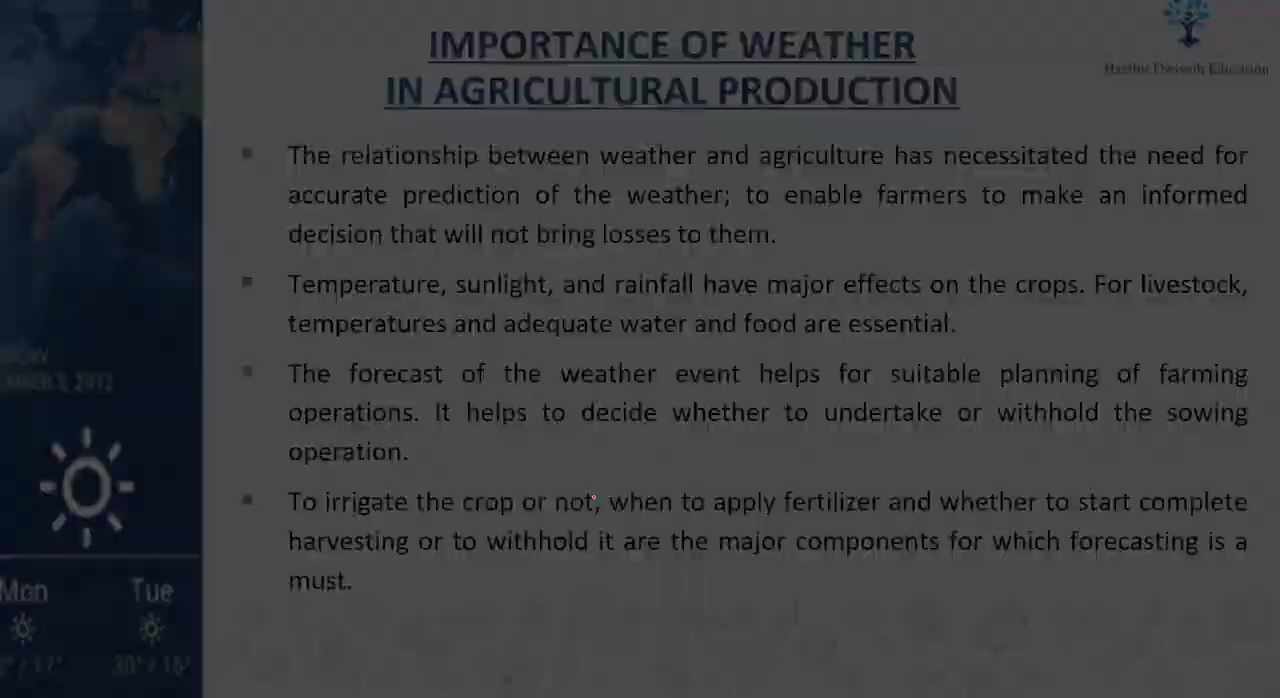 IMPORTANCE OF WEATHER
IN AGRICULTURAL PRODUCTION
Education
The relationship between weather and agriculture has necessitated the need for
accurate prediction of the weather; to enable farmers to make an informed
decision that will not bring losses to them.
Temperature, sunlight, and rainfall have major effects on the crops. For livestock,
temperatures and adequate water and food are essential.
The forecast of the weather event helps for suitable planning of farming
operations. It helps to decide whether to undertake or withhold the sowing
operation.
To irrigate the crop or not, when to apply fertilizer and whether to start complete
harvesting or to withhold it are the major components for which forecasting is a
must.
Mon Tue